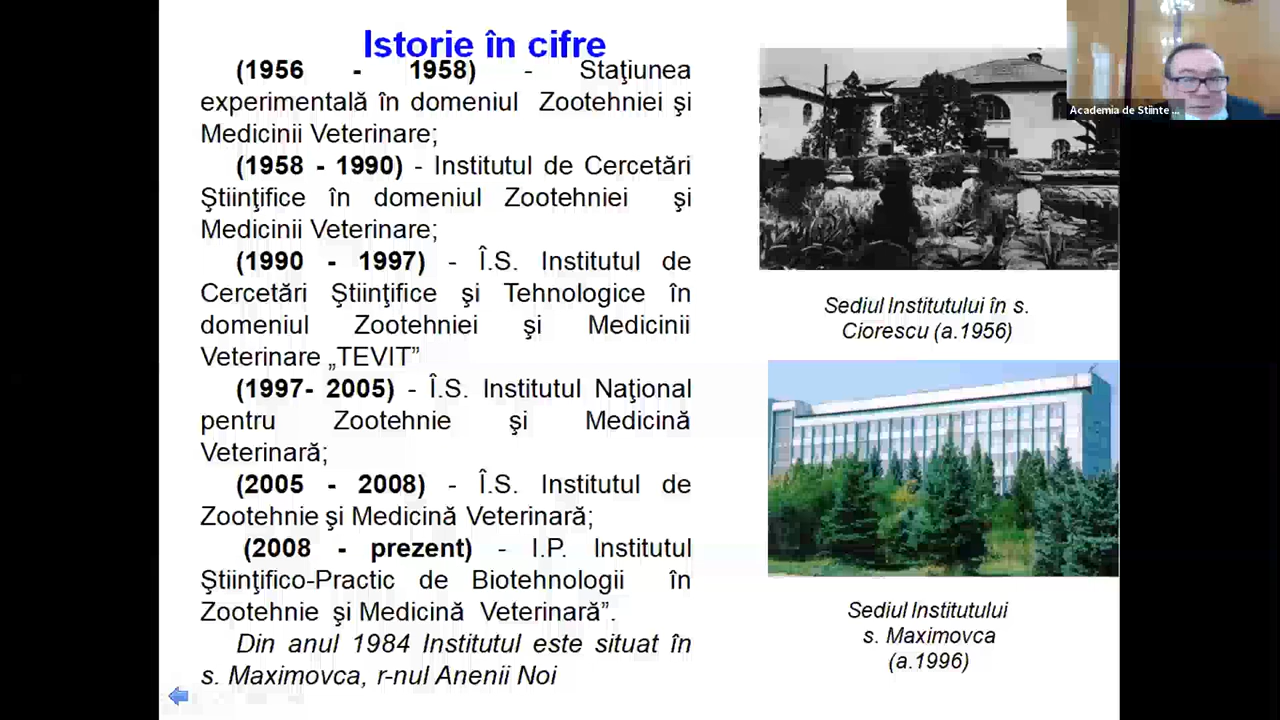 Istorie în cifre
(1956 - 1958) - Staţiunea
experimentală în domeniul Zootehniei şi
Medicinii Veterinare;
(1958 - 1990) - Institutul de Cercetări
Ştiinţifice în domeniul Zootehniei şi
Medicinii Veterinare;
(1990 - 1997) - Î.S. Institutul de
Cercetări Ştiinţifice şi Tehnologice în
domeniul Zootehniei şi Medicinii
Veterinare „TEVIT”
(1997- 2005) - Î.S. Institutul Naţional
pentru Zootehnie şi Medicină
Veterinară;
(2005 - 2008) - Î.S. Institutul de
Zootehnie şi Medicină Veterinară;
(2008 - prezent) - I.P. Institutul
Ştiinţifico-Practic de Biotehnologii în
Zootehnie şi Medicină Veterinară”.
Din anul 1984 Institutul este situat în
s. Maximovca, r-nul Anenii Noi
Academia de Stiinte ...
Sediul Institutului în s.
Ciorescu (a.1956)
Sediul Institutului
s. Maximovca
(a.1996)